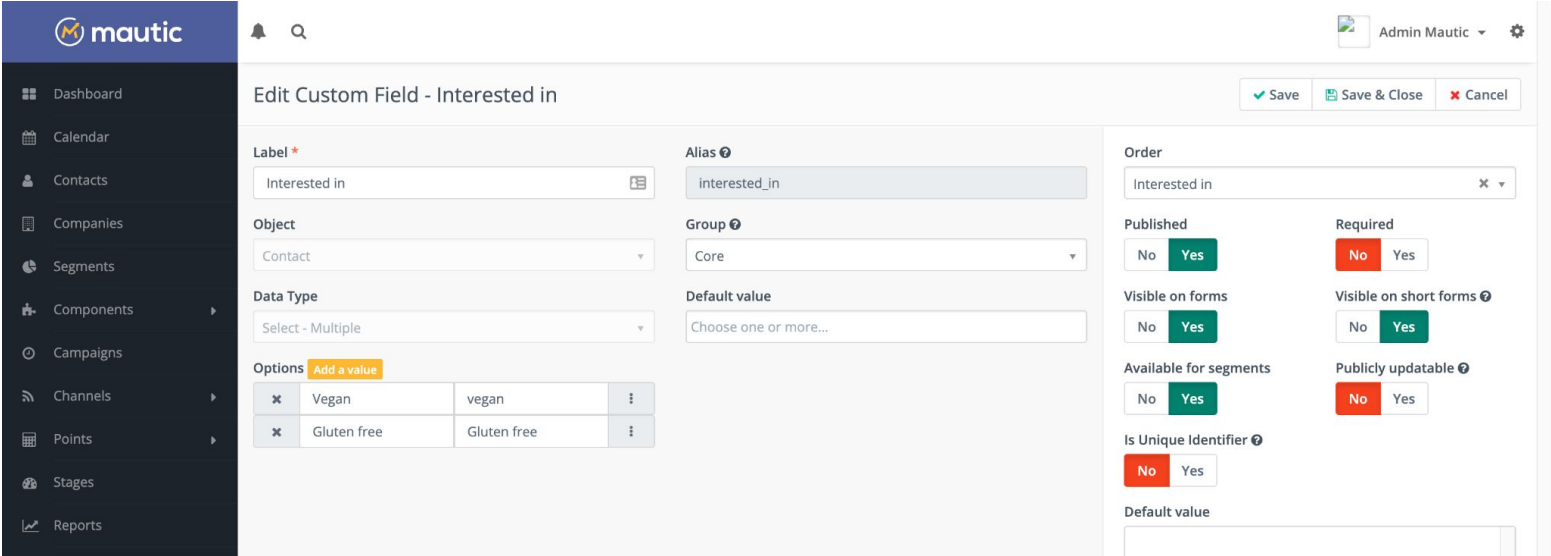 mautic
Admin Mautic
Dashboard
Calendar
Contacts
Companies
Segments
Components
Campaigns
Channels
Points
Stages
Reports
Edit Custom Field - Interested in
Save
Save & Close
Cancel
Label *
Interested in
Alias
interested_in
Object
Contact
Group
Core
Data Type
Select - Multiple
Default value
Choose one or more...
Options Add a value
Vegan vegan
Gluten free Gluten free
Order
Interested in
Published
No Yes
Required
No Yes
Visible on forms
No Yes
Visible on short forms
No Yes
Available for segments
No Yes
Publicly updatable
No Yes
Is Unique Identifier
No Yes
Default value